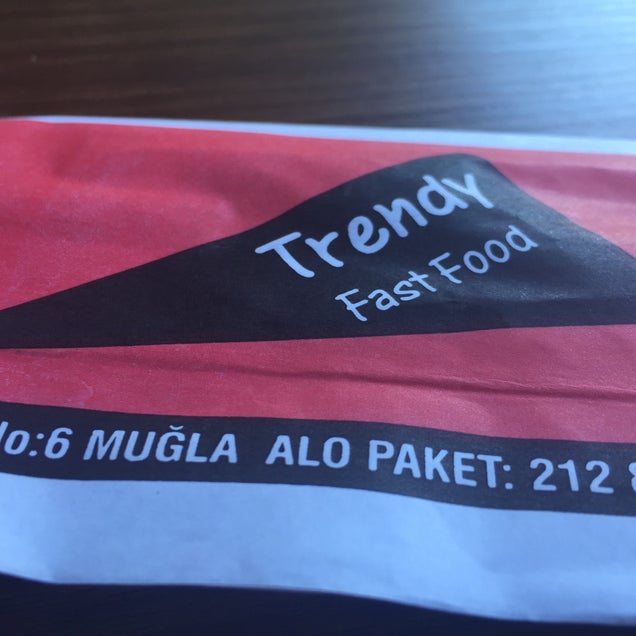 Trendy
Fast Food
No:6 MUĞLA ALO PAKET: 212